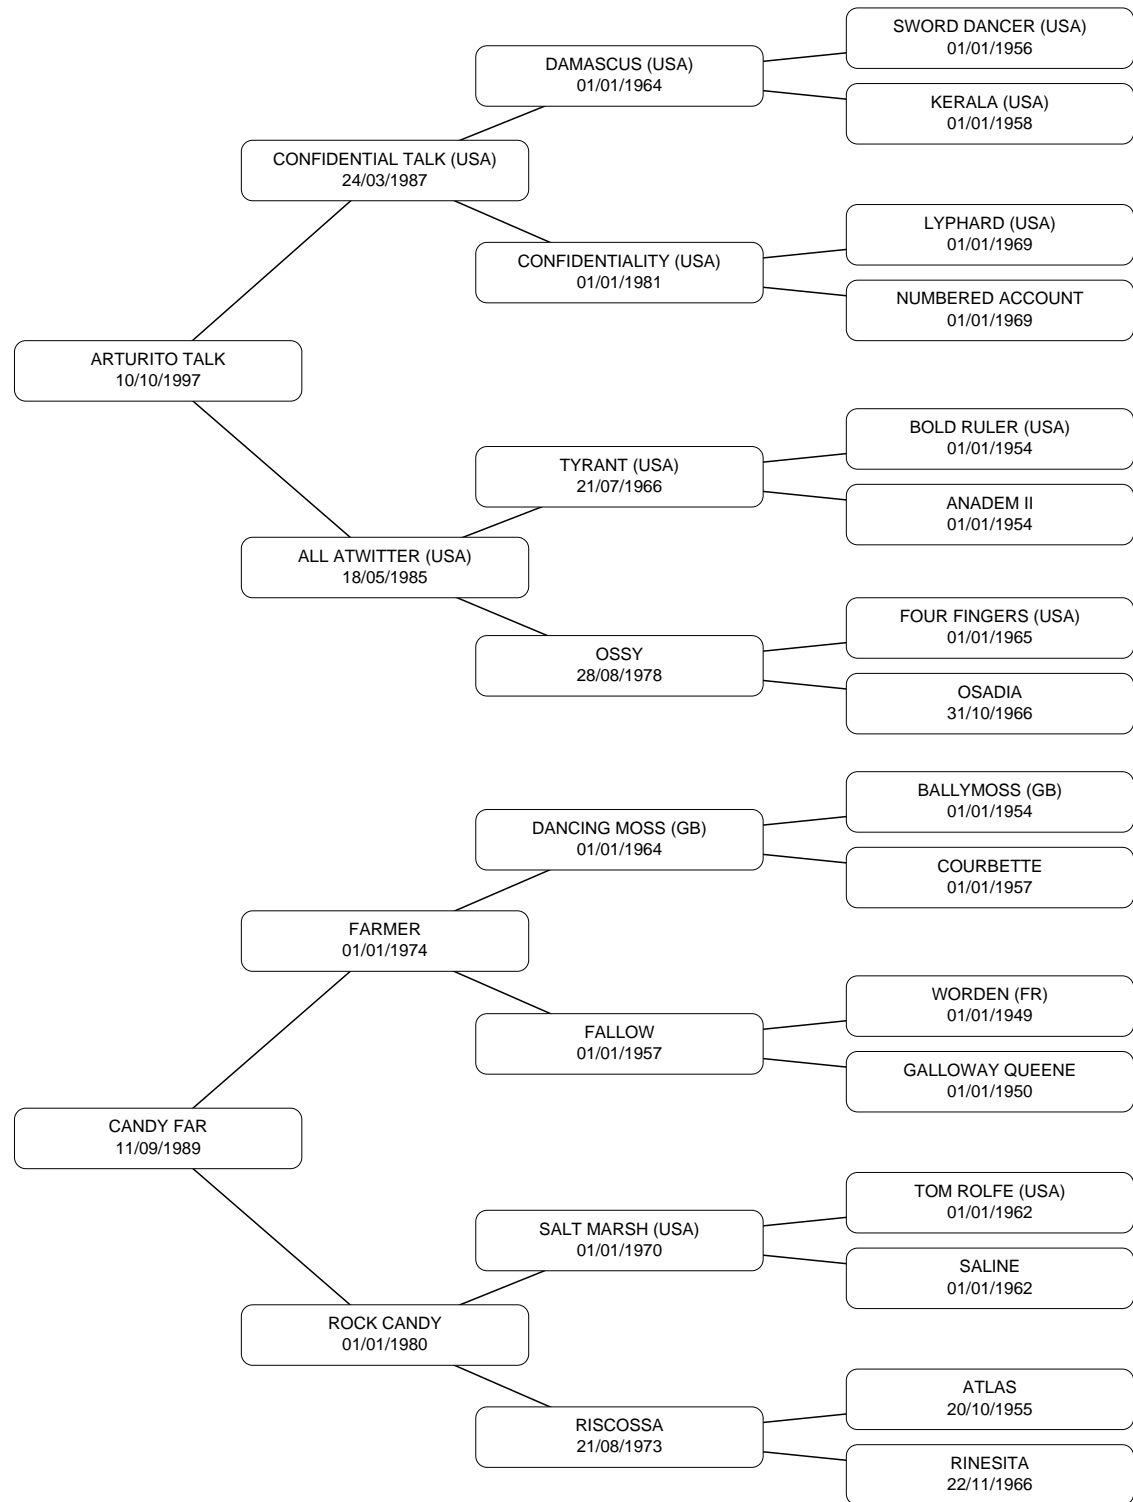 SWORD DANCER (USA)
01/01/1956
DAMASCUS (USA)
01/01/1964
KERALA (USA)
01/01/1958
CONFIDENTIAL TALK (USA)
24/03/1987
LYPHARD (USA)
01/01/1969
CONFIDENTIALITY (USA)
01/01/1981
NUMBERED ACCOUNT
01/01/1969
ARTURITO TALK
10/10/1997
BOLD RULER (USA)
01/01/1954
TYRANT (USA)
21/07/1966
ANADEM II
01/01/1954
ALL ATWITTER (USA)
18/05/1985
FOUR FINGERS (USA)
01/01/1965
OSSY
28/08/1978
OSADIA
31/10/1966
BALLYMOSS (GB)
01/01/1954
DANCING MOSS (GB)
01/01/1964
COURBETTE
01/01/1957
FARMER
01/01/1974
WORDEN (FR)
01/01/1949
FALLOW
01/01/1957
GALLOWAY QUEENE
01/01/1950
CANDY FAR
11/09/1989
TOM ROLFE (USA)
01/01/1962
SALT MARSH (USA)
01/01/1970
SALINE
01/01/1962
ROCK CANDY
01/01/1980
ATLAS
20/10/1955
RISCOSSA
21/08/1973
RINESITA
22/11/1966